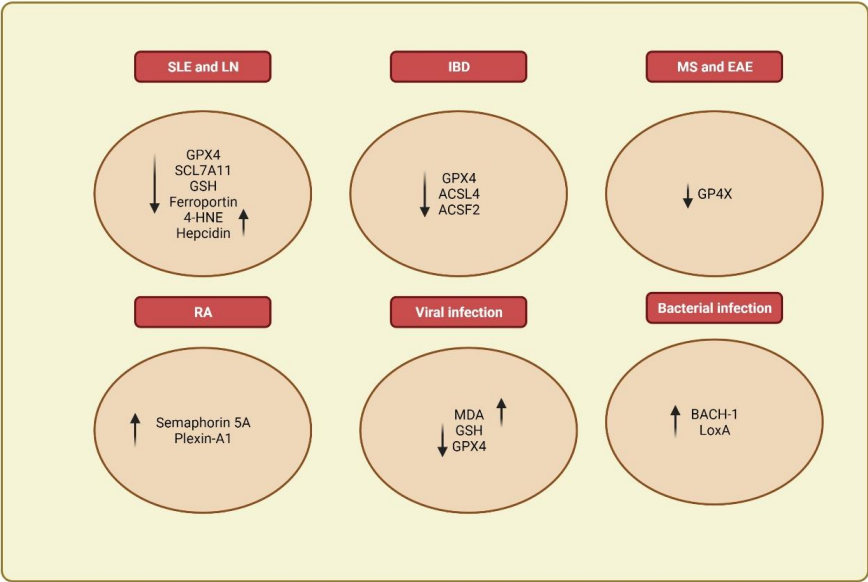 SLE and LN
GPX4
SCL7A11
GSH
Ferroportin
4-HNE
Hepcidin
IBD
GPX4
ACSL4
ACSF2
MS and EAE
GP4X
RA
Semaphorin 5A
Plexin-A1
Viral infection
MDA
GSH
GPX4
Bacterial infection
BACH-1
LoxA